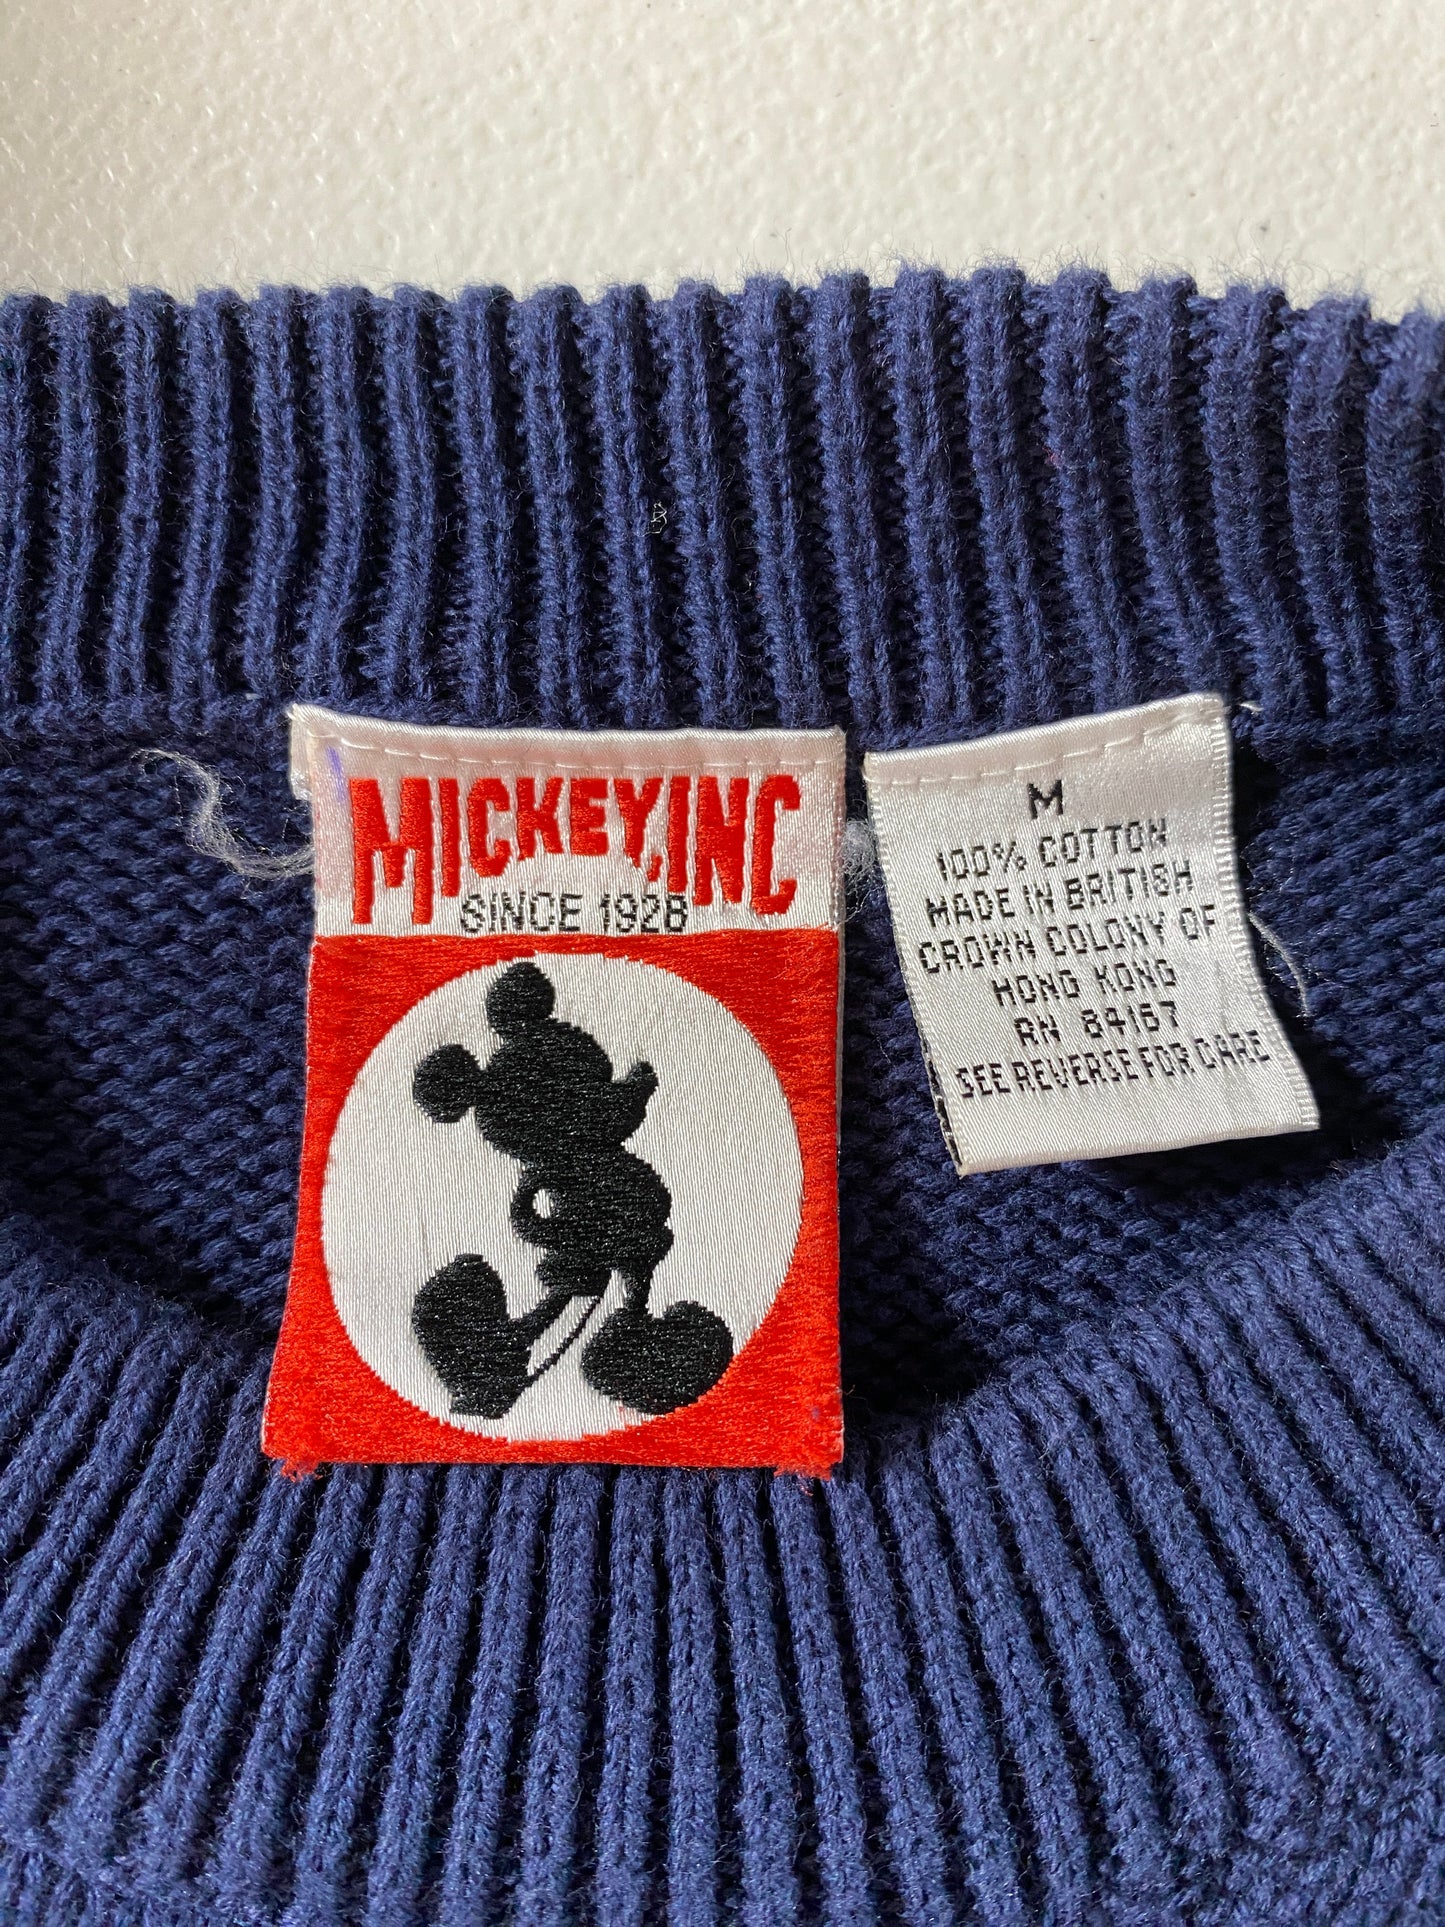 MICKEY, INC
SINCE 1928
M
100% COTTON
MADE IN BRITISH
CROWN COLONY OF
HONG KONG
RN 84167
SEE REVERSE FOR CARE